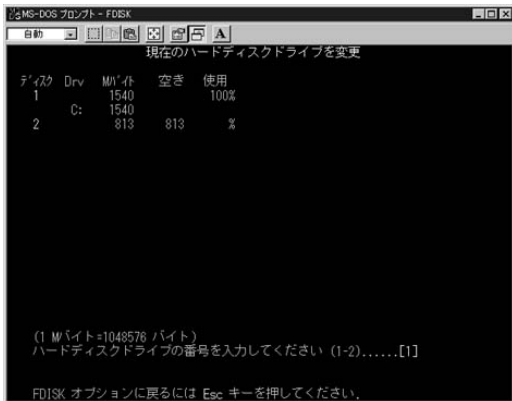 MS-DOS プロンプト - FDISK
自動
A
現在のハードディスクドライブを変更
ディスク Drv Mバイト 空き 使用
1 1540 100%
C: 1540
2 813 813 %
(1 Mバイト=1048576 バイト)
ハードディスクドライブの番号を入力してください (1-2)......[1]
FDISK オプションに戻るには Esc キーを押してください.